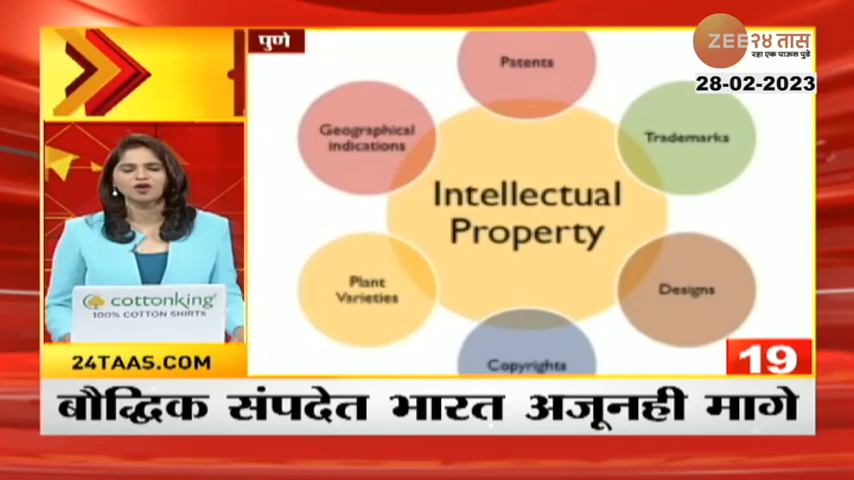 पुणे
ZEE २४ तास
रहा एक पाऊल पुढे
28-02-2023
Patents
Geographical
indications
Trademarks
Intellectual
Property
Plant
Varieties
Designs
Copyrights
cottonking
100% COTTON SHIRTS
24TAAS.COM
19
बौद्धिक संपदेत भारत अजूनही मागे